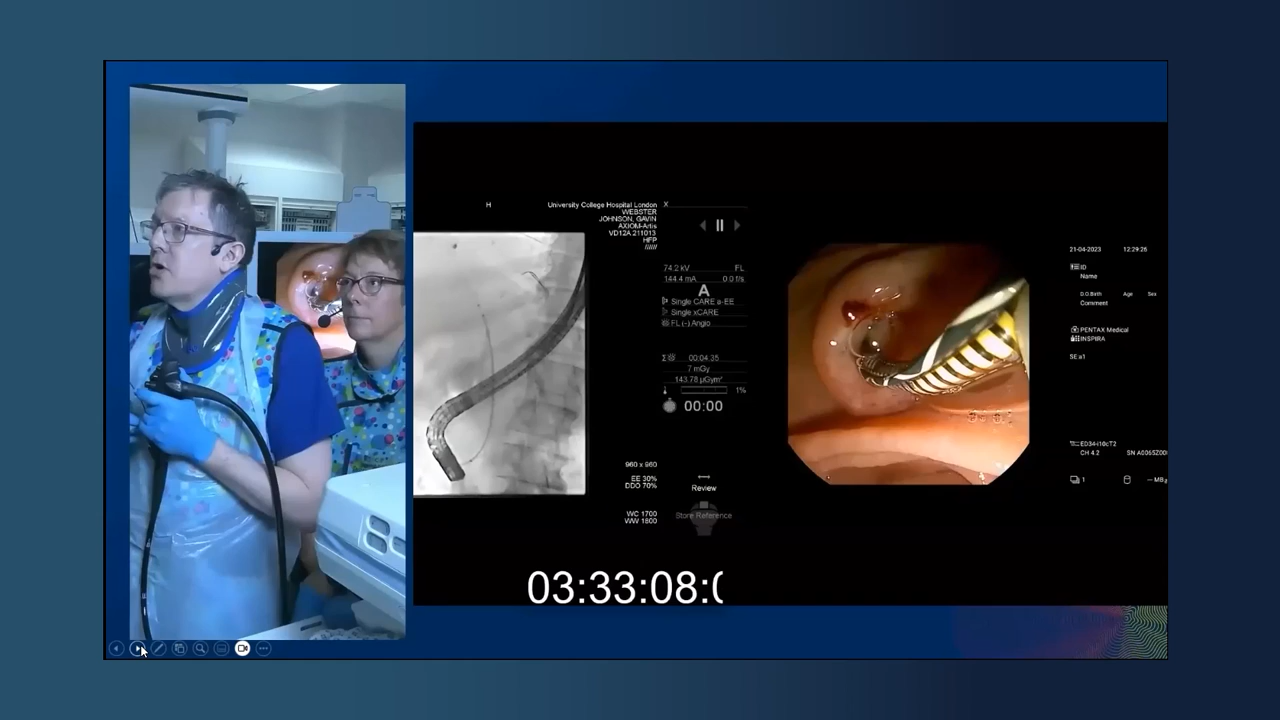 H
University College Hospital London
WEBSTER
JOHNSON, GAVIN
AXIOM-Artis
VD12A 211013
HFP
X
74.2 kV FL
144.4 mA 0.0 f/s
A
Single CARE a-EE
Single xCARE
FL (-) Angio
00:04.35
7 mGy
143.78 µGym²
1%
00:00
960 x 960
EE 30%
DDO 70%
WC 1700
WW 1800
Review
Store Reference
21-04-2023 12:29:26
ID
Name
D.O.Birth Age Sex
Comment
PENTAX Medical
INSPIRA
SE:a1
ED34-i10cT2
CH 4.2 SN A0065Z00
1
03:33:08: